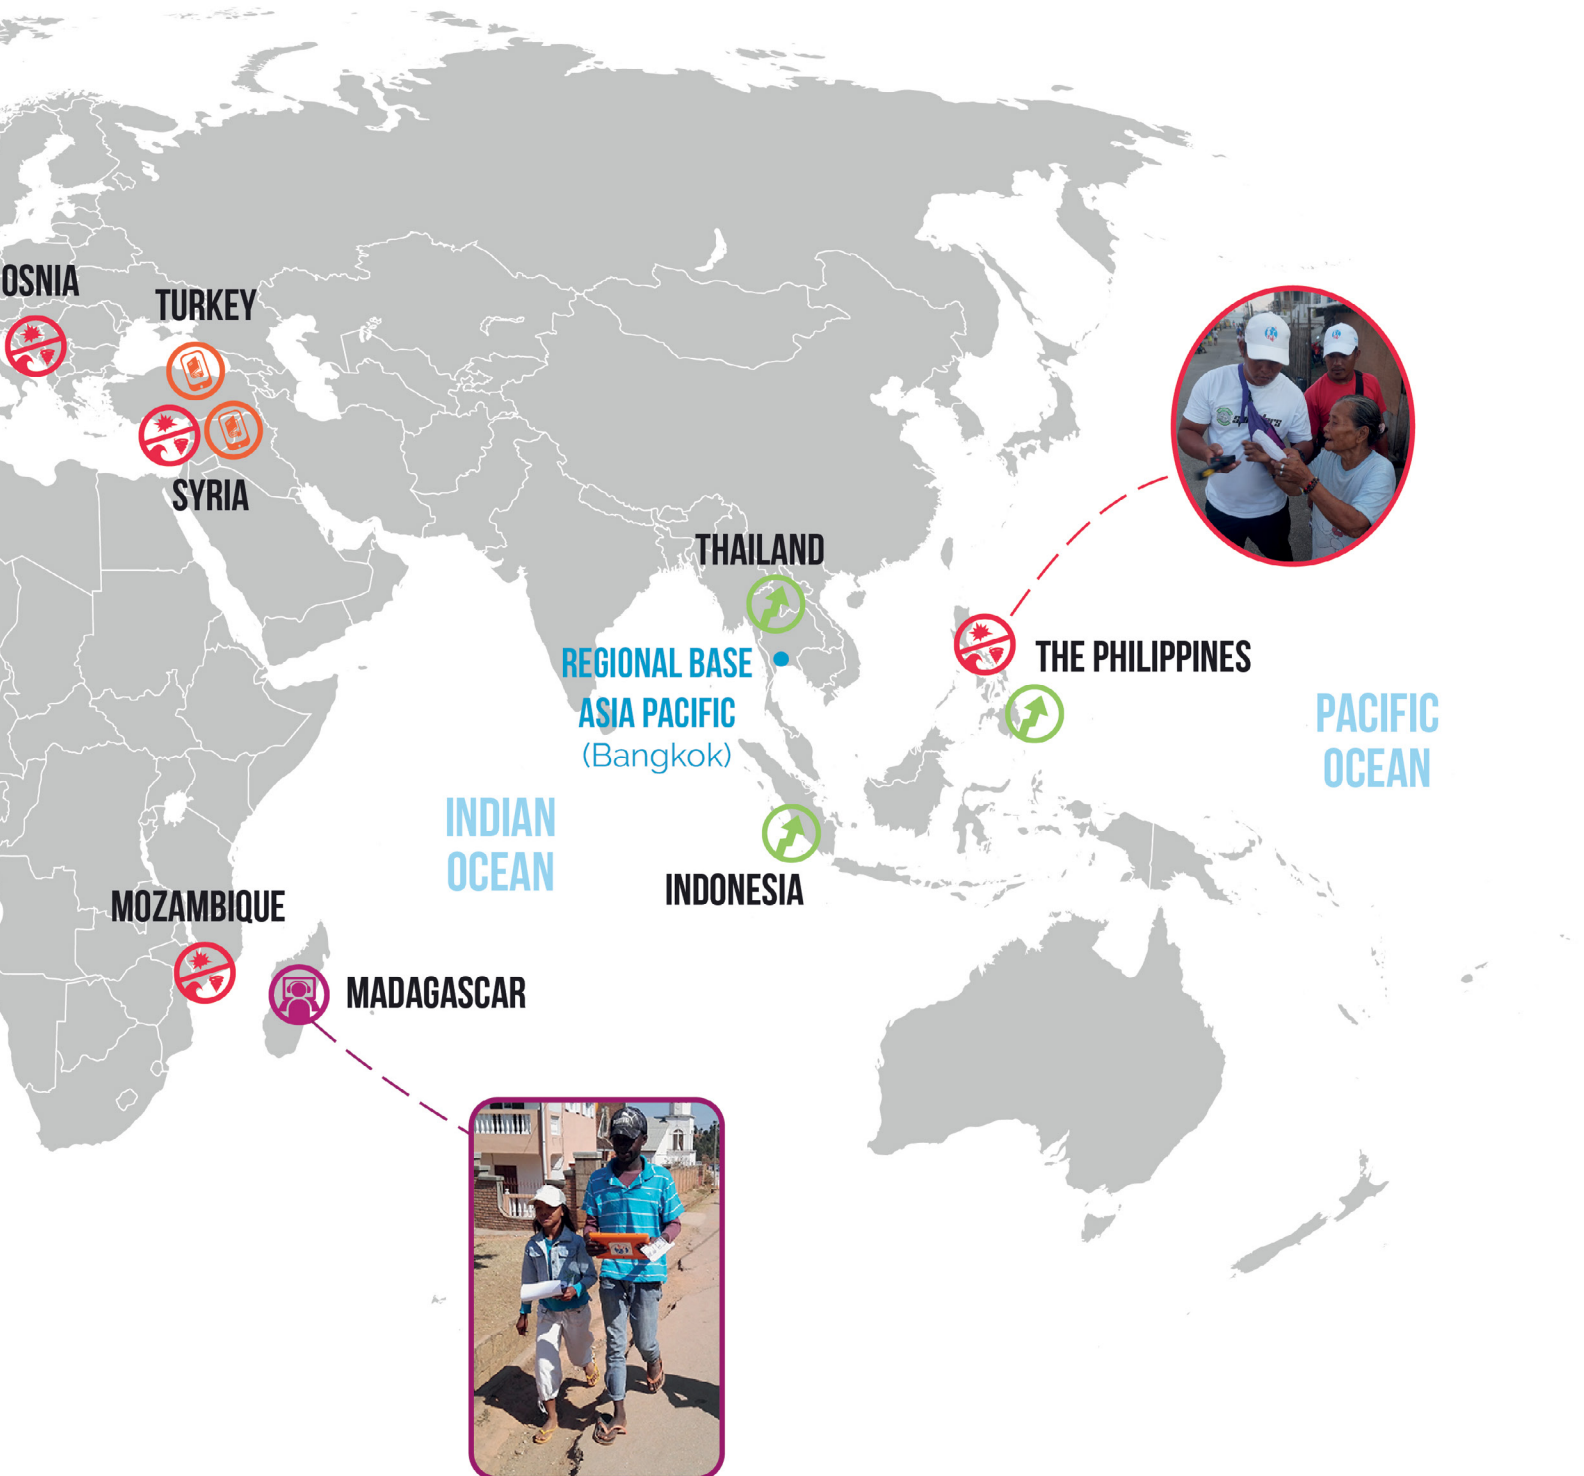 OSNIA
TURKEY
SYRIA
THAILAND
REGIONAL BASE
ASIA PACIFIC
(Bangkok)
THE PHILIPPINES
PACIFIC
OCEAN
INDIAN
OCEAN
INDONESIA
MOZAMBIQUE
MADAGASCAR